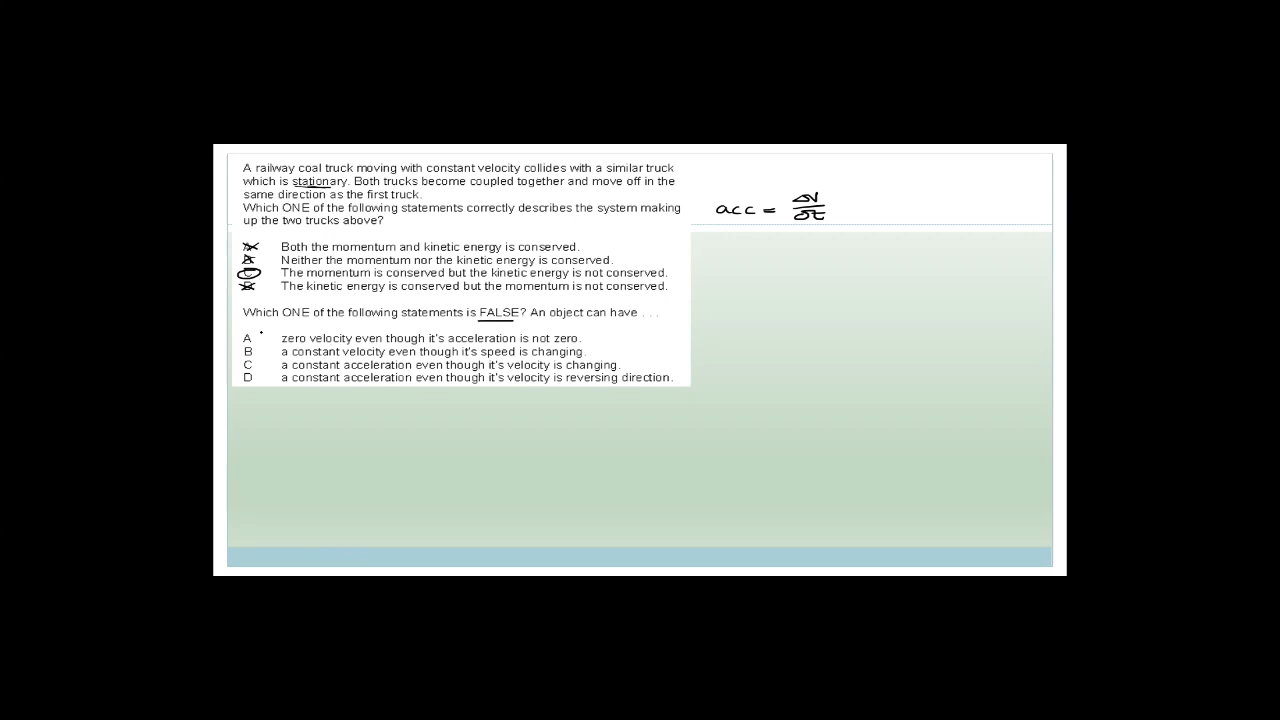 A railway coal truck moving with constant velocity collides with a similar truck
which is stationary. Both trucks become coupled together and move off in the
same direction as the first truck.
Which ONE of the following statements correctly describes the system making
up the two trucks above?
acc = Δv/Δt
A Both the momentum and kinetic energy is conserved.
B Neither the momentum nor the kinetic energy is conserved.
C The momentum is conserved but the kinetic energy is not conserved.
D The kinetic energy is conserved but the momentum is not conserved.
Which ONE of the following statements is FALSE? An object can have . . .
A zero velocity even though it's acceleration is not zero.
B a constant velocity even though it's speed is changing.
C a constant acceleration even though it's velocity is changing.
D a constant acceleration even though it's velocity is reversing direction.